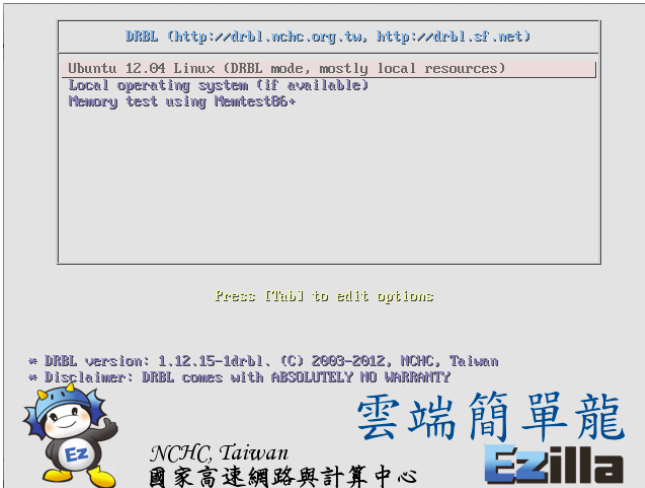 DRBL (http://drbl.nchc.org.tw, http://drbl.sf.net)
Ubuntu 12.04 Linux (DRBL mode, mostly local resources)
Local operating system (if available)
Memory test using Memtest86+
Press [Tab] to edit options
* DRBL version: 1.12.15-1drbl. (C) 2003-2012, NCHC, Taiwan
* Disclaimer: DRBL comes with ABSOLUTELY NO WARRANTY
雲端簡單龍
Ez
NCHC, Taiwan
Ezilla
國家高速網路與計算中心